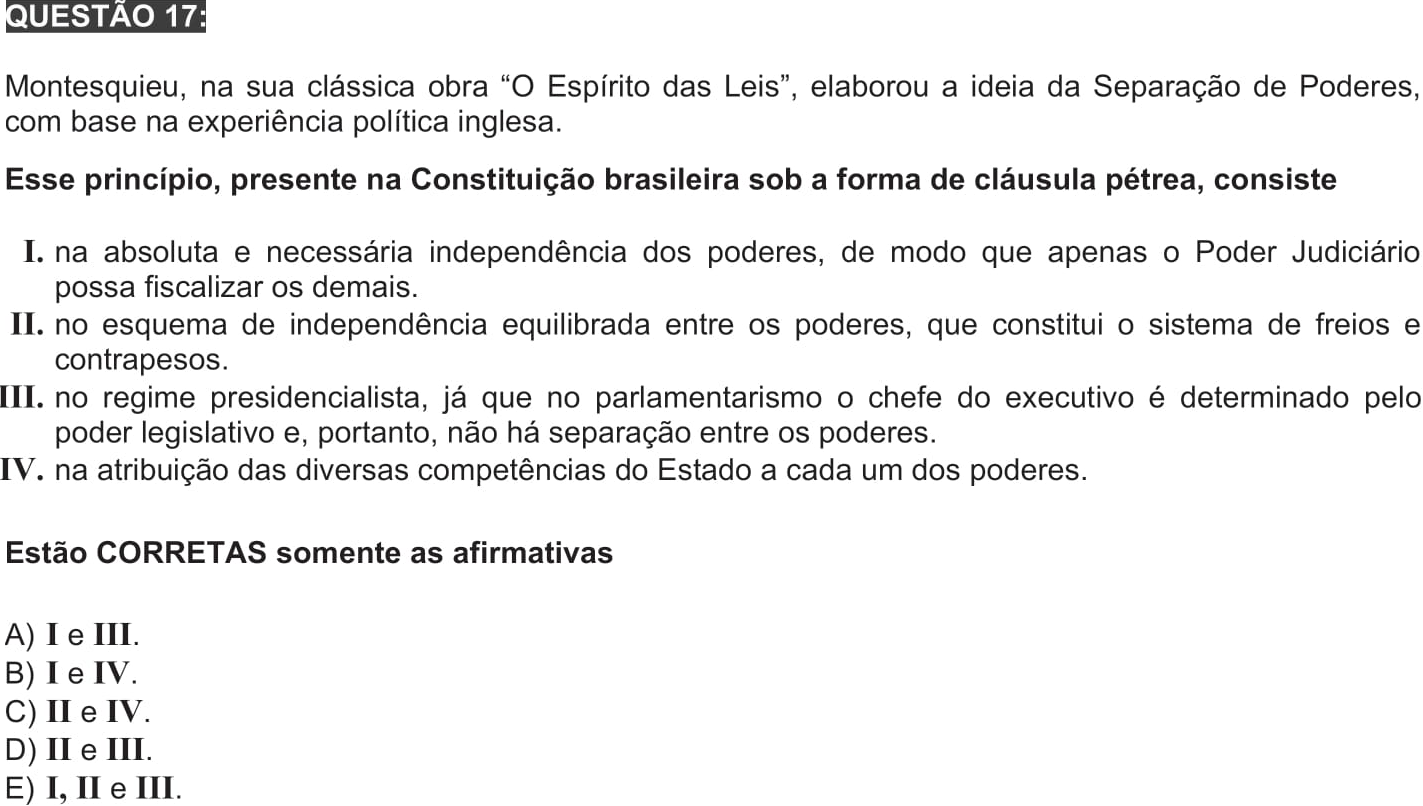 QUESTÃO 17:
Montesquieu, na sua clássica obra “O Espírito das Leis”, elaborou a ideia da Separação de Poderes,
com base na experiência política inglesa.
Esse princípio, presente na Constituição brasileira sob a forma de cláusula pétrea, consiste
I. na absoluta e necessária independência dos poderes, de modo que apenas o Poder Judiciário
possa fiscalizar os demais.
II. no esquema de independência equilibrada entre os poderes, que constitui o sistema de freios e
contrapesos.
III. no regime presidencialista, já que no parlamentarismo o chefe do executivo é determinado pelo
poder legislativo e, portanto, não há separação entre os poderes.
IV. na atribuição das diversas competências do Estado a cada um dos poderes.
Estão CORRETAS somente as afirmativas
A) I e III.
B) I e IV.
C) II e IV.
D) II e III.
E) I, II e III.